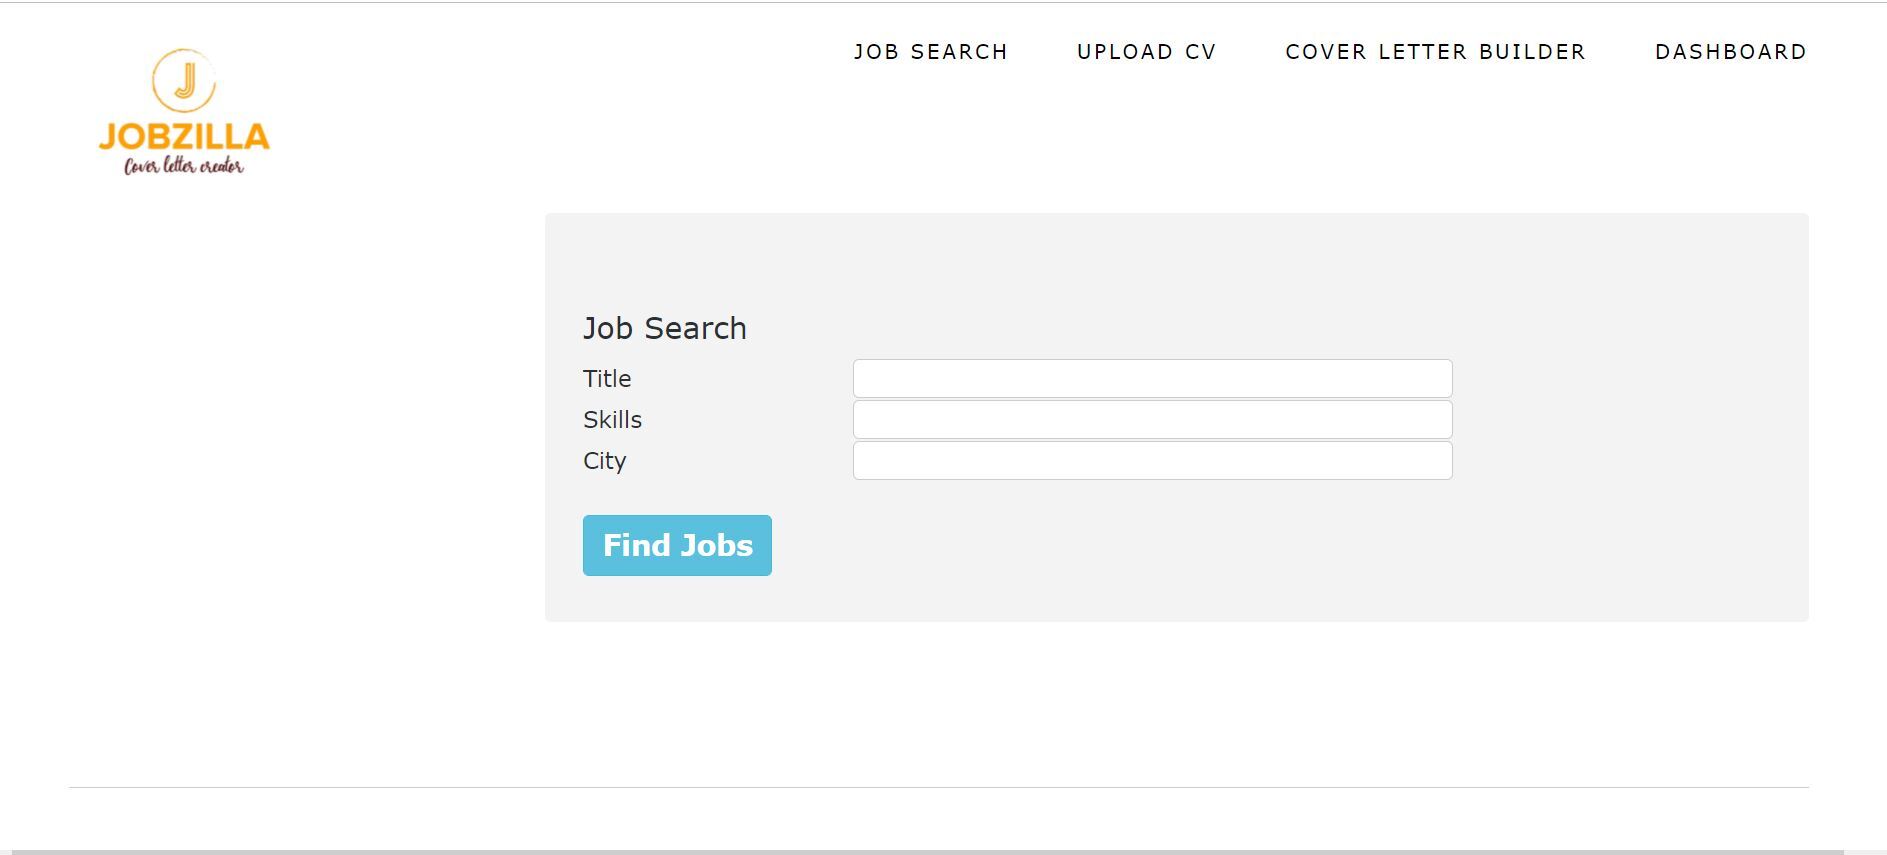 JOB SEARCH UPLOAD CV COVER LETTER BUILDER DASHBOARD
J
JOBZILLA
Cover letter creator
Job Search
Title
Skills
City
Find Jobs